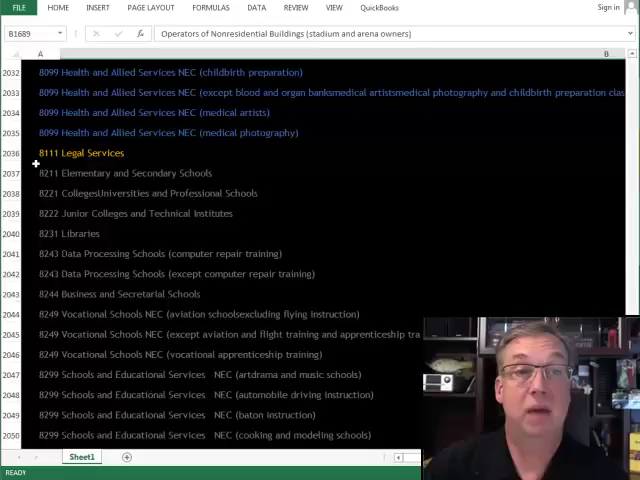 FILE HOME INSERT PAGE LAYOUT FORMULAS DATA REVIEW VIEW QuickBooks Sign in
B1689 fx Operators of Nonresidential Buildings (stadium and arena owners)
A B
2032 8099 Health and Allied Services NEC (childbirth preparation)
2033 8099 Health and Allied Services NEC (except blood and organ banksmedical artistsmedical photography and childbirth preparation clas
2034 8099 Health and Allied Services NEC (medical artists)
2035 8099 Health and Allied Services NEC (medical photography)
2036 8111 Legal Services
2037 8211 Elementary and Secondary Schools
2038 8221 CollegesUniversities and Professional Schools
2039 8222 Junior Colleges and Technical Institutes
2040 8231 Libraries
2041 8243 Data Processing Schools (computer repair training)
2042 8243 Data Processing Schools (except computer repair training)
2043 8244 Business and Secretarial Schools
2044 8249 Vocational Schools NEC (aviation schoolsexcluding flying instruction)
2045 8249 Vocational Schools NEC (except aviation and flight training and apprenticeship tra
2046 8249 Vocational Schools NEC (vocational apprenticeship training)
2047 8299 Schools and Educational Services NEC (artdrama and music schools)
2048 8299 Schools and Educational Services NEC (automobile driving instruction)
2049 8299 Schools and Educational Services NEC (baton instruction)
2050 8299 Schools and Educational Services NEC (cooking and modeling schools)
Sheet1
READY